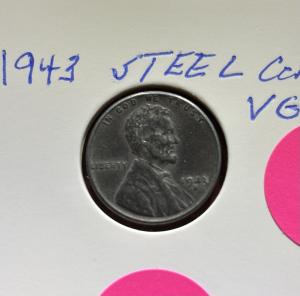 1943 STEEL
VG
IN GOD WE TRUST
LIBERTY
1943